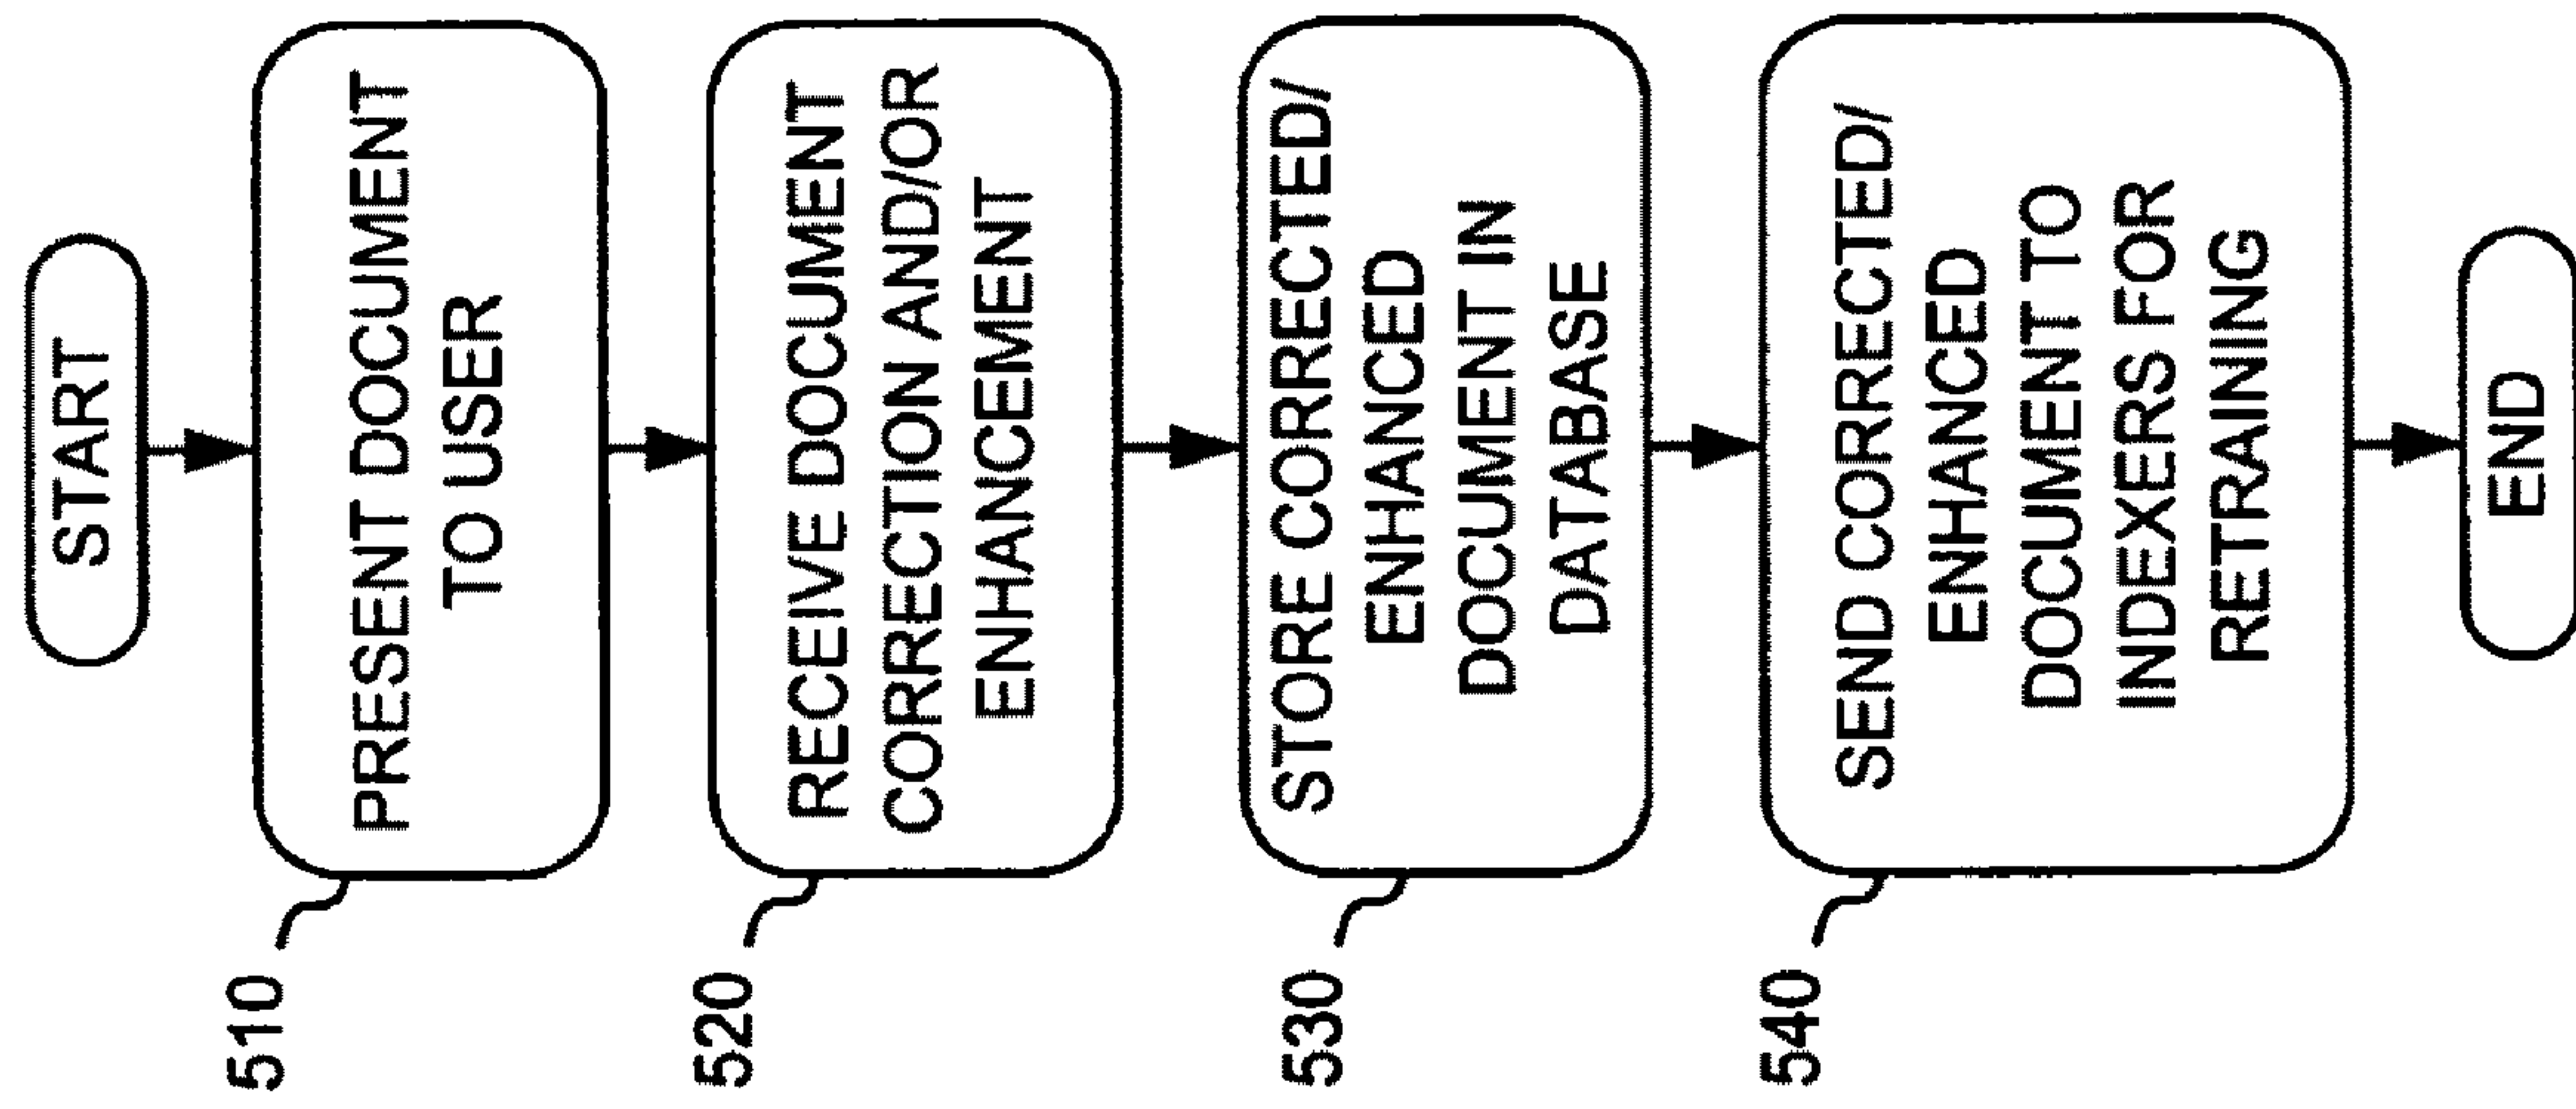 START
510
PRESENT DOCUMENT
TO USER
520
RECEIVE DOCUMENT
CORRECTION AND/OR
ENHANCEMENT
530
STORE CORRECTED/
ENHANCED
DOCUMENT IN
DATABASE
540
SEND CORRECTED/
ENHANCED
DOCUMENT TO
INDEXERS FOR
RETRAINING
END